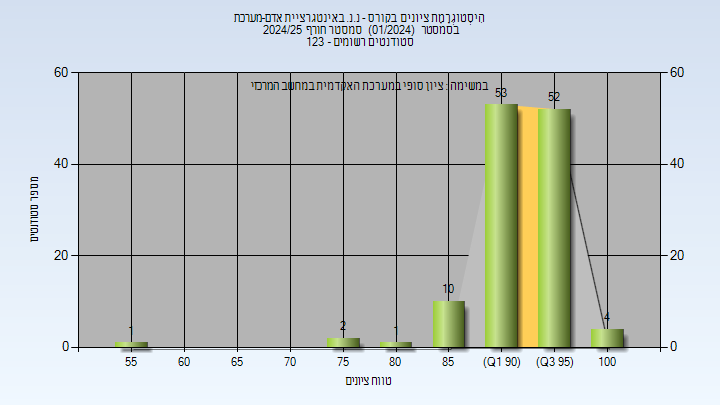 היסטוגרמת ציונים בקורס - נ.נ. באינטגרציית אדם-מערכת
בסמסטר (01/2024) סמסטר חורף 2024/25
סטודנטים רשומים - 123
במשימה : ציון סופי במערכת האקדמית במחשב המרכזי
60 60
40 40
20 20
0 0
מספר סטודנטים
1 2 1 10 53 52 4
55 60 65 70 75 80 85 (Q1 90) (Q3 95) 100
טווח ציונים